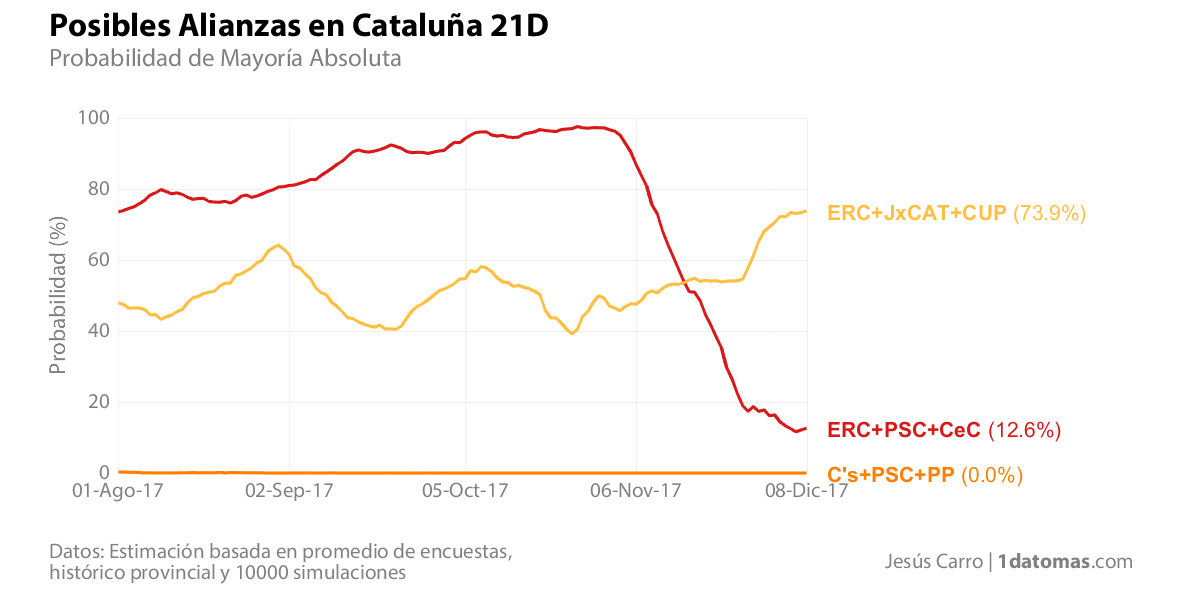 Posibles Alianzas en Cataluña 21D
Probabilidad de Mayoría Absoluta
Probabilidad (%)
100
80
60
40
20
0
01-Ago-17
02-Sep-17
05-Oct-17
06-Nov-17
08-Dic-17
ERC+JxCAT+CUP (73.9%)
ERC+PSC+CeC (12.6%)
C's+PSC+PP (0.0%)
Datos: Estimación basada en promedio de encuestas,
histórico provincial y 10000 simulaciones
Jesús Carro | 1datomas.com